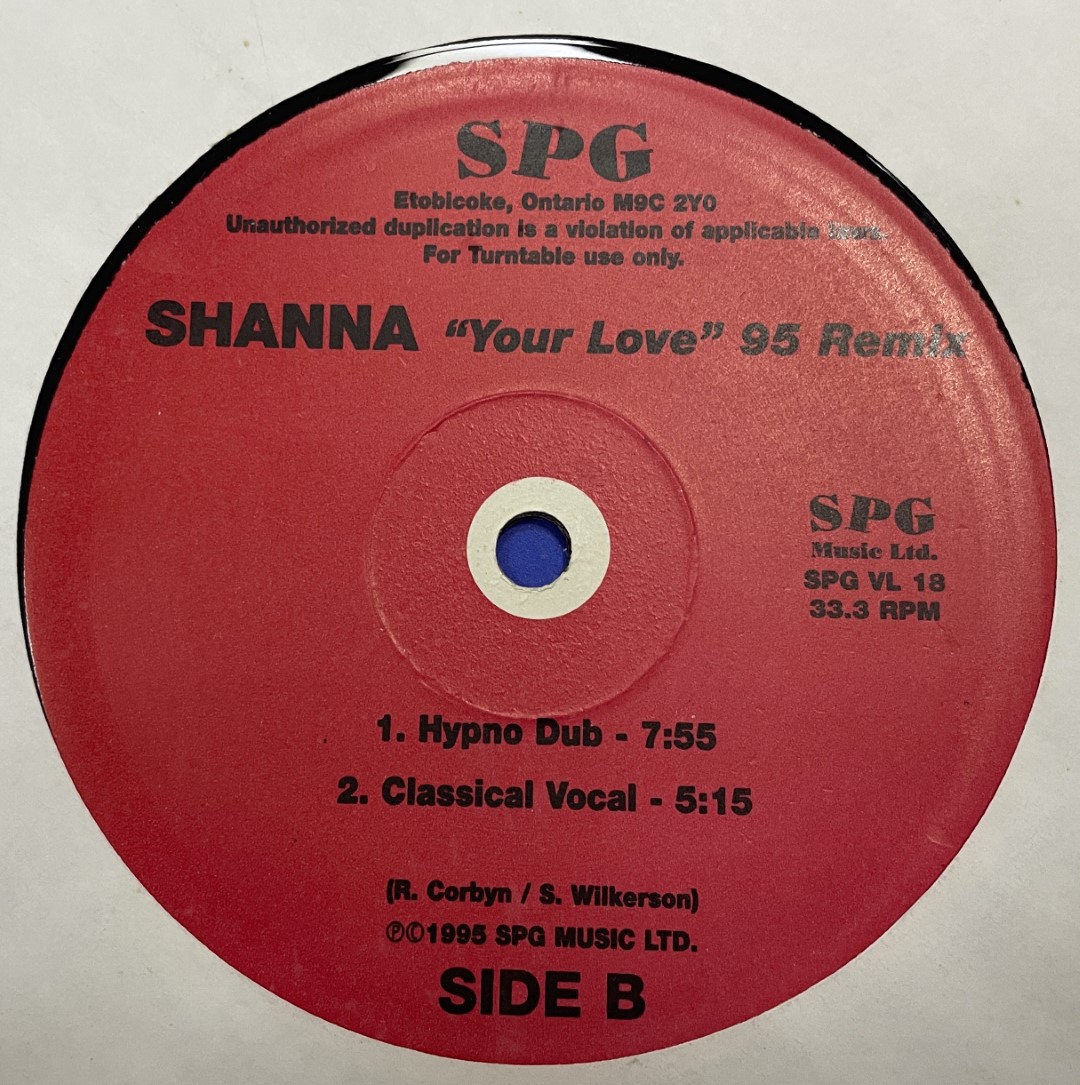 SPG
Etobicoke, Ontario M9C 2Y0
Unauthorized duplication is a violation of applicable laws.
For Turntable use only.
SHANNA "Your Love" 95 Remix
SPG
Music Ltd.
SPG VL 18
33.3 RPM
1. Hypno Dub - 7:55
2. Classical Vocal - 5:15
(R. Corbyn / S. Wilkerson)
℗©1995 SPG MUSIC LTD.
SIDE B